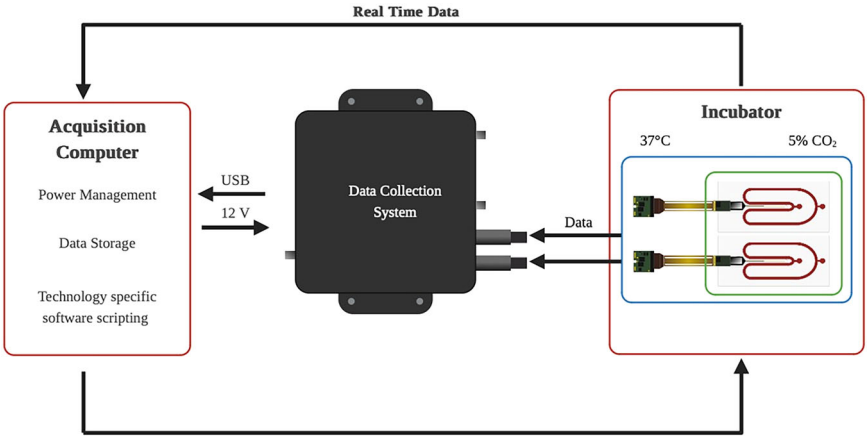 Real Time Data
Acquisition
Computer
Power Management
Data Storage
Technology specific
software scripting
USB
12 V
Data Collection
System
Data
Incubator
37°C
5% CO₂